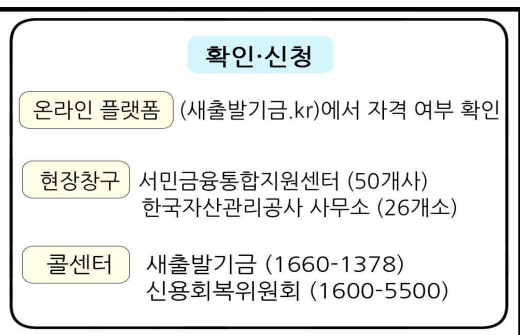 확인·신청
온라인 플랫폼 (새출발기금.kr)에서 자격 여부 확인
현장창구 서민금융통합지원센터 (50개사)
한국자산관리공사 사무소 (26개소)
콜센터 새출발기금 (1660-1378)
신용회복위원회 (1600-5500)